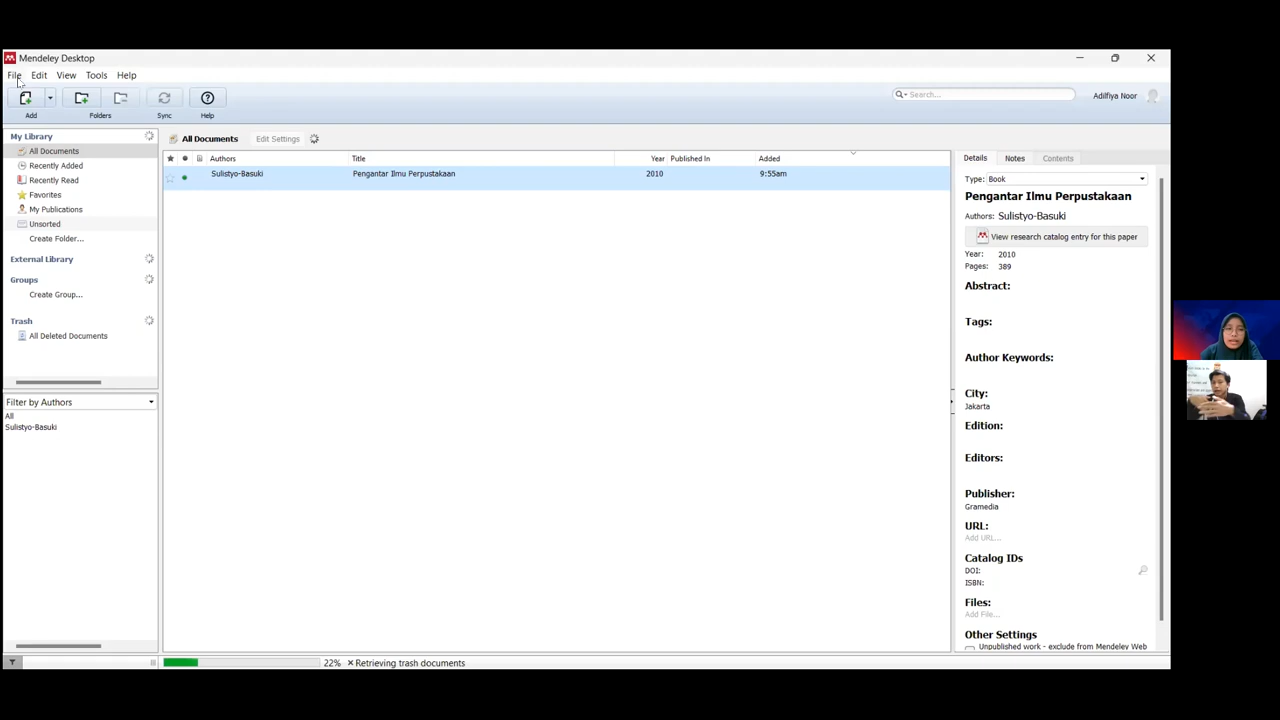 Mendeley Desktop
File Edit View Tools Help
Search...
Adilfiya Noor
Add Folders Sync Help
My Library
All Documents
Recently Added
Recently Read
Favorites
My Publications
Unsorted
Create Folder...
External Library
Groups
Create Group...
Trash
All Deleted Documents
Filter by Authors
All
Sulistyo-Basuki
All Documents Edit Settings
Authors Title Year Published In Added
Sulistyo-Basuki Pengantar Ilmu Perpustakaan 2010 9:55am
Details Notes Contents
Type: Book
Pengantar Ilmu Perpustakaan
Authors: Sulistyo-Basuki
View research catalog entry for this paper
Year: 2010
Pages: 389
Abstract:
Tags:
Author Keywords:
City:
Jakarta
Edition:
Editors:
Publisher:
Gramedia
URL:
Add URL...
Catalog IDs
DOI:
ISBN:
Files:
Add File...
Other Settings
Unpublished work - exclude from Mendeley Web
22% Retrieving trash documents